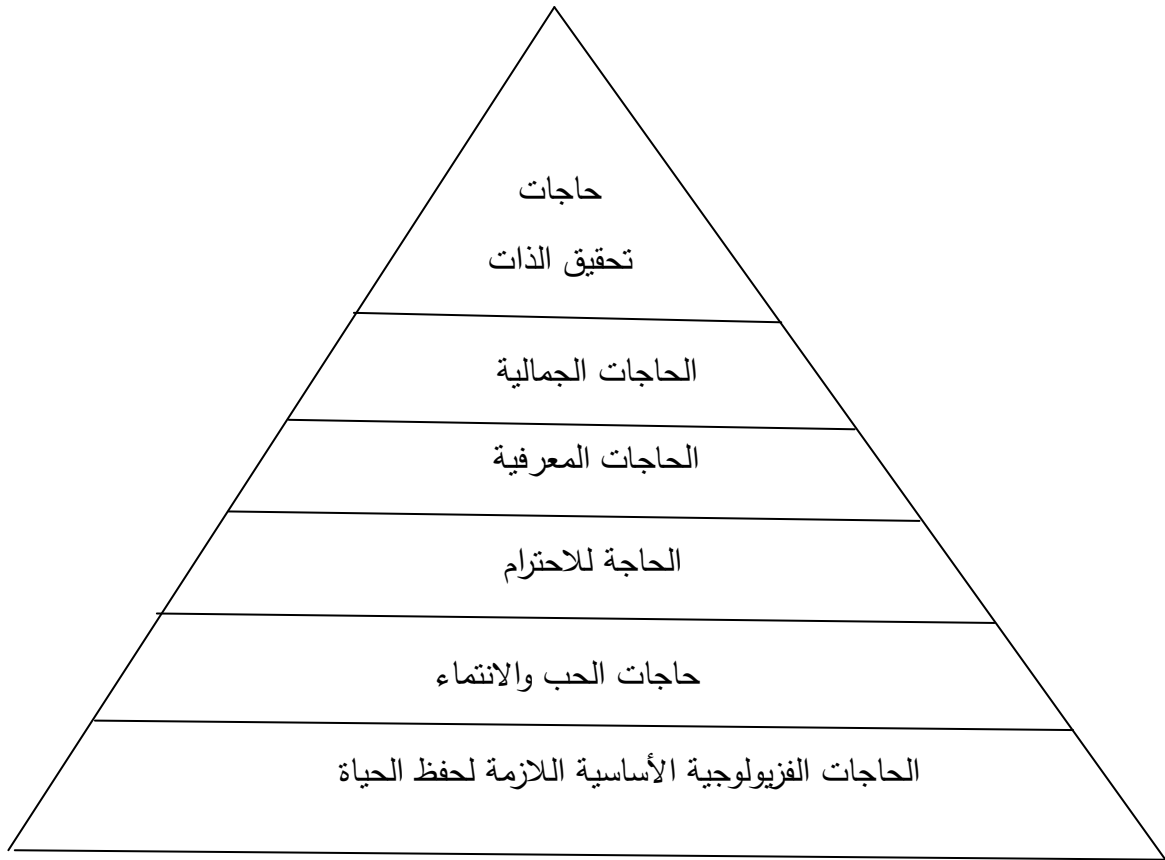 حاجات
تحقيق الذات
الحاجات الجمالية
الحاجات المعرفية
الحاجة للاحترام
حاجات الحب والانتماء
الحاجات الفزيولوجية الأساسية اللازمة لحفظ الحياة